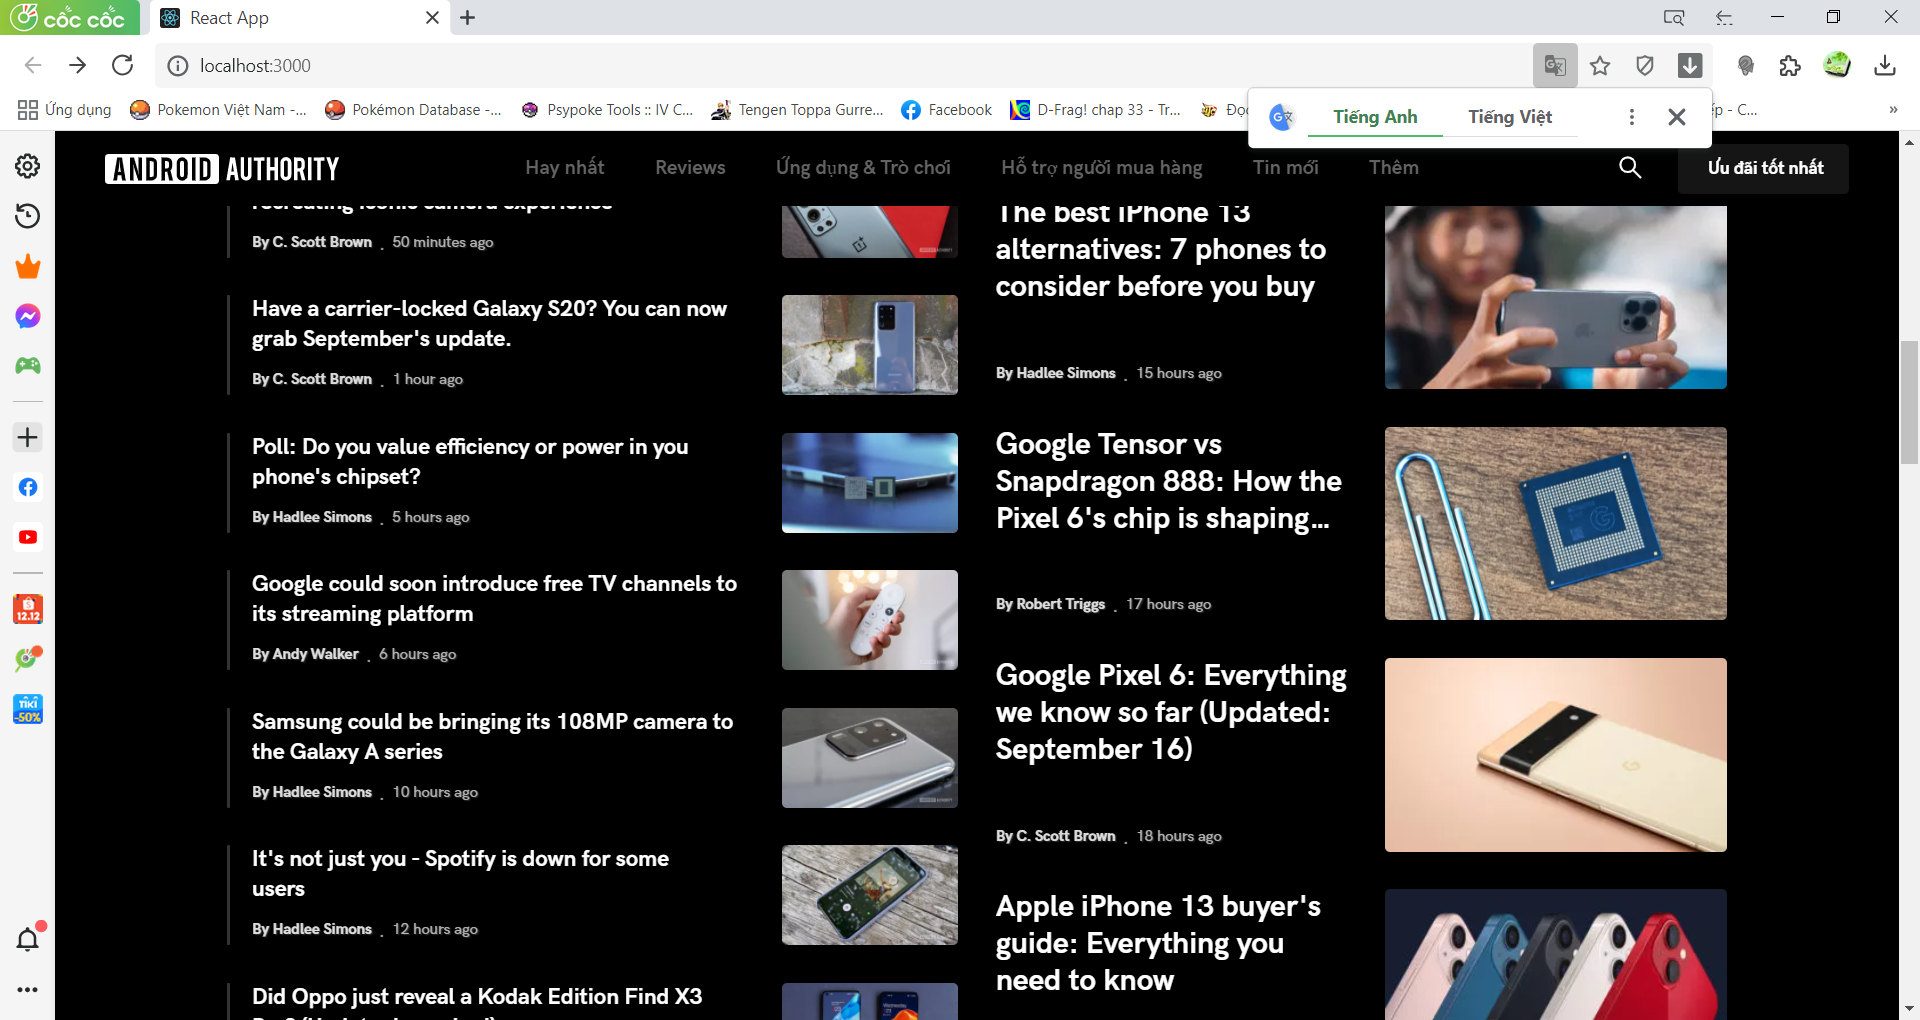 cốc cốc
React App
localhost:3000
Ứng dụng
Pokemon Việt Nam -...
Pokémon Database -...
Psypoke Tools :: IV C...
Tengen Toppa Gurre...
Facebook
D-Frag! chap 33 - Tr...
»
Tiếng Anh
Tiếng Việt
ANDROID AUTHORITY
Hay nhất
Reviews
Ứng dụng & Trò chơi
Hỗ trợ người mua hàng
Tin mới
Thêm
Ưu đãi tốt nhất
recreating iconic camera experience
By C. Scott Brown . 50 minutes ago
Have a carrier-locked Galaxy S20? You can now
grab September's update.
By C. Scott Brown . 1 hour ago
Poll: Do you value efficiency or power in you
phone's chipset?
By Hadlee Simons . 5 hours ago
Google could soon introduce free TV channels to
its streaming platform
By Andy Walker . 6 hours ago
Samsung could be bringing its 108MP camera to
the Galaxy A series
By Hadlee Simons . 10 hours ago
It's not just you - Spotify is down for some
users
By Hadlee Simons . 12 hours ago
Did Oppo just reveal a Kodak Edition Find X3
The best iPhone 13
alternatives: 7 phones to
consider before you buy
By Hadlee Simons . 15 hours ago
Google Tensor vs
Snapdragon 888: How the
Pixel 6's chip is shaping...
By Robert Triggs . 17 hours ago
Google Pixel 6: Everything
we know so far (Updated:
September 16)
By C. Scott Brown . 18 hours ago
Apple iPhone 13 buyer's
guide: Everything you
need to know
12.12
TIKI
-50%